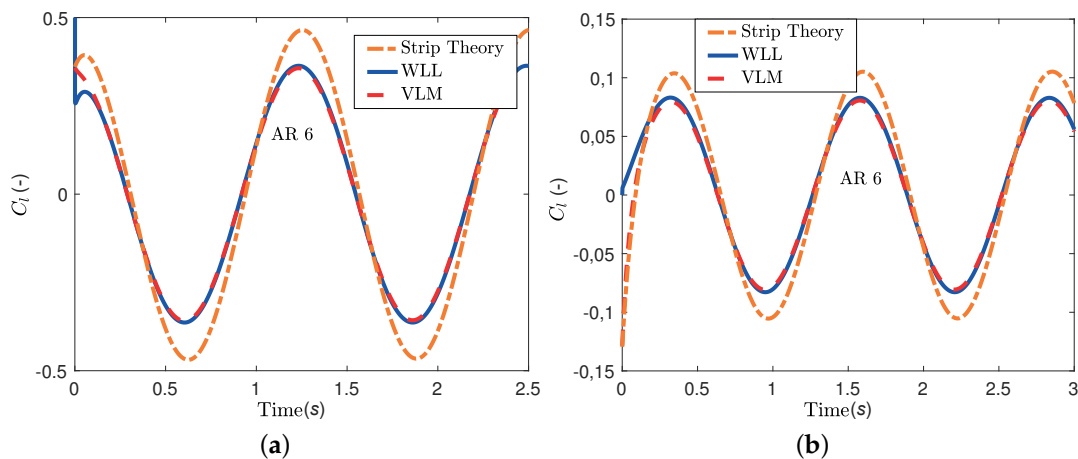 0.5
Strip Theory
WLL
VLM
AR 6
0
-0.5
C_l (-)
0
0.5
1
1.5
2
2.5
Time(s)
(a)
0,15
Strip Theory
WLL
VLM
0,1
0,05
AR 6
0
-0,05
-0,1
-0,15
C_l (-)
0
0.5
1
1.5
2
2.5
3
Time(s)
(b)